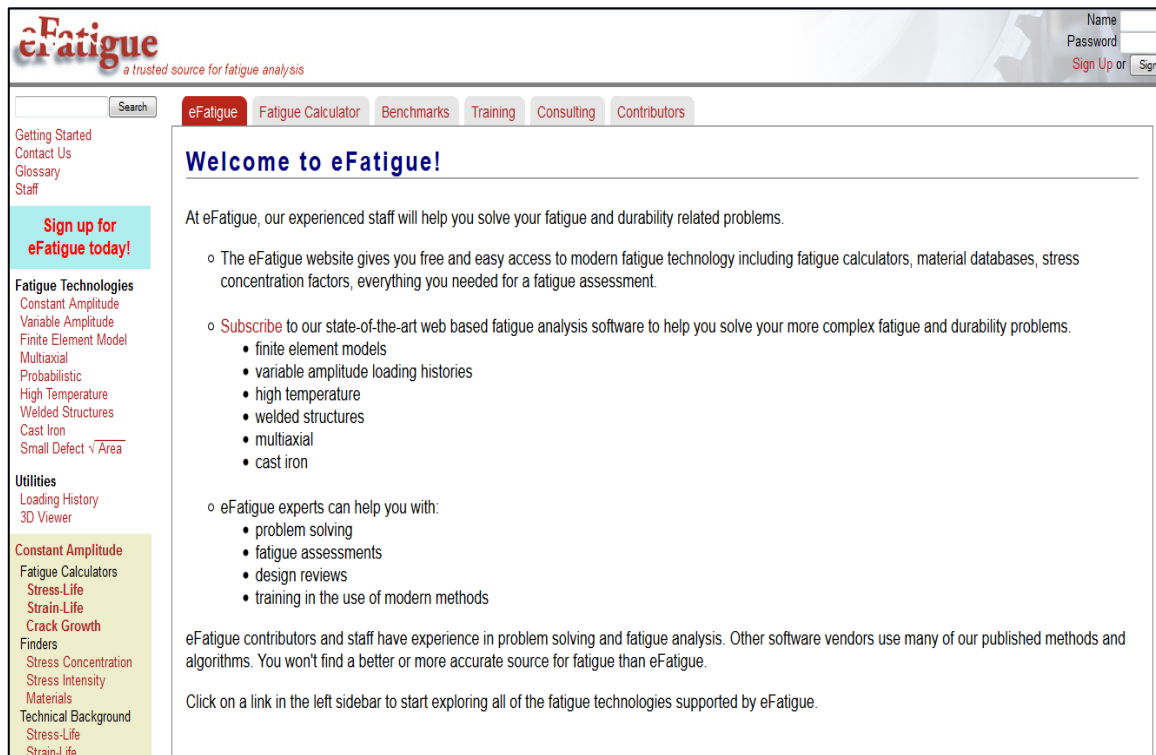 eFatigue
a trusted source for fatigue analysis
Name
Password
Sign Up or Sign
Search
Getting Started
Contact Us
Glossary
Staff
Sign up for
eFatigue today!
Fatigue Technologies
Constant Amplitude
Variable Amplitude
Finite Element Model
Multiaxial
Probabilistic
High Temperature
Welded Structures
Cast Iron
Small Defect √Area
Utilities
Loading History
3D Viewer
Constant Amplitude
Fatigue Calculators
Stress-Life
Strain-Life
Crack Growth
Finders
Stress Concentration
Stress Intensity
Materials
Technical Background
Stress-Life
Strain-Life
eFatigue Fatigue Calculator Benchmarks Training Consulting Contributors
Welcome to eFatigue!
At eFatigue, our experienced staff will help you solve your fatigue and durability related problems.
The eFatigue website gives you free and easy access to modern fatigue technology including fatigue calculators, material databases, stress
concentration factors, everything you needed for a fatigue assessment.
Subscribe to our state-of-the-art web based fatigue analysis software to help you solve your more complex fatigue and durability problems.
• finite element models
• variable amplitude loading histories
• high temperature
• welded structures
• multiaxial
• cast iron
eFatigue experts can help you with:
• problem solving
• fatigue assessments
• design reviews
• training in the use of modern methods
eFatigue contributors and staff have experience in problem solving and fatigue analysis. Other software vendors use many of our published methods and
algorithms. You won't find a better or more accurate source for fatigue than eFatigue.
Click on a link in the left sidebar to start exploring all of the fatigue technologies supported by eFatigue.